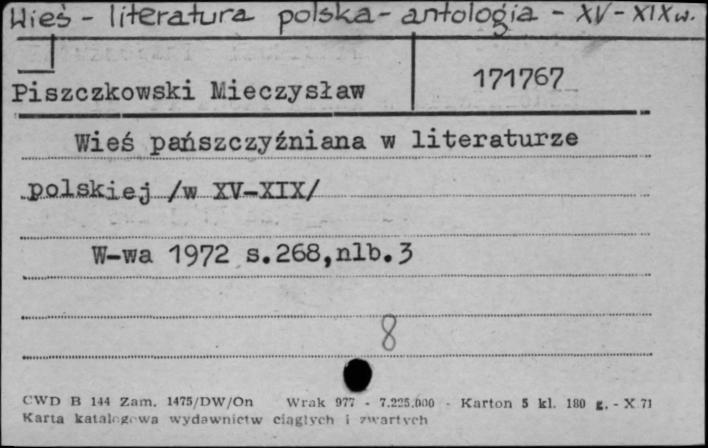 Wieś - literatura polska - antologia - XV - XIX w.
Piszczkowski Mieczysław
171767
Wieś pańszczyźniana w literaturze
polskiej /w XV-XIX/
W-wa 1972 s.268,nlb.3
8
CWD B 144 Zam. 1475/DW/On Wrak 977 - 7.225.000 - Karton 5 kl. 180 g. - X 71
Karta katalogowa wydawnictw ciągłych i zwartych